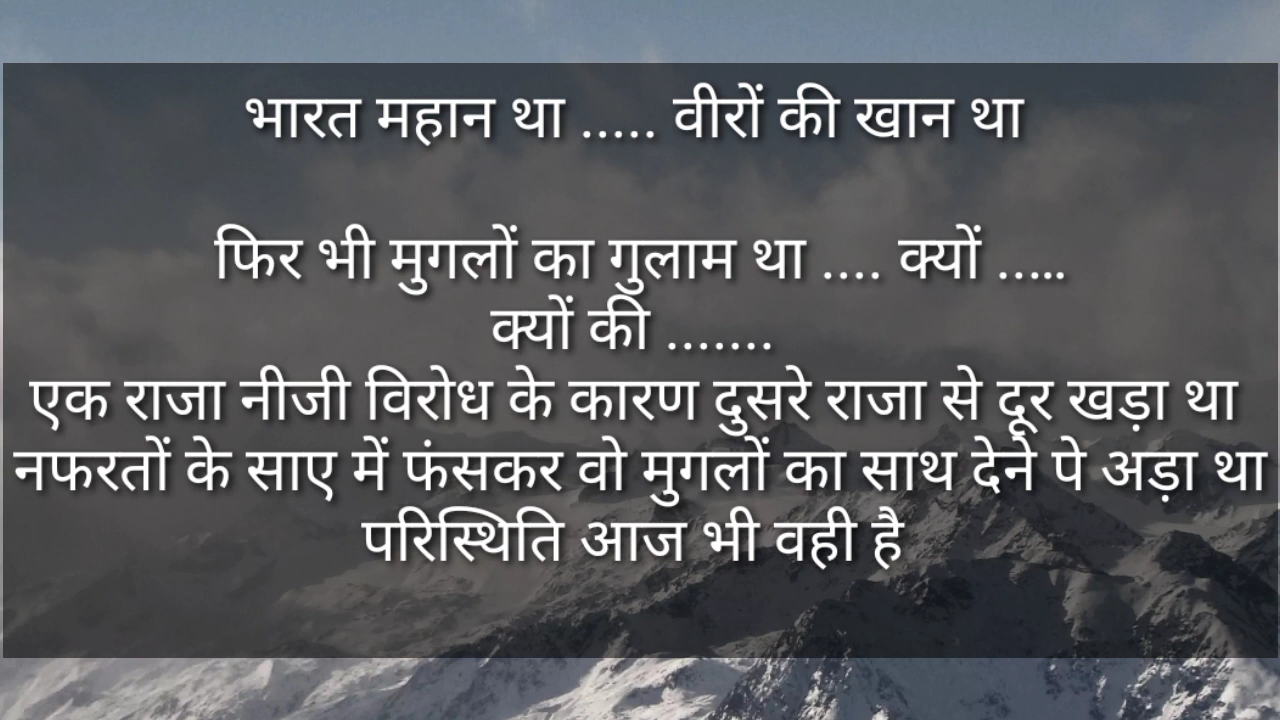 भारत महान था ..... वीरों की खान था
फिर भी मुगलों का गुलाम था .... क्यों .....
क्यों की .......
एक राजा नीजी विरोध के कारण दुसरे राजा से दूर खड़ा था
नफरतों के साए में फंसकर वो मुगलों का साथ देने पे अड़ा था
परिस्थिति आज भी वही है